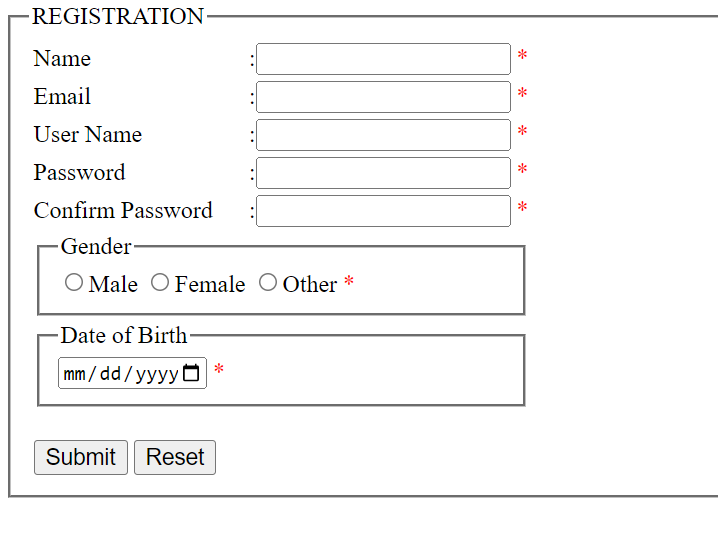 REGISTRATION
Name : *
Email : *
User Name : *
Password : *
Confirm Password : *
Gender
Male Female Other *
Date of Birth
mm/dd/yyyy *
Submit Reset